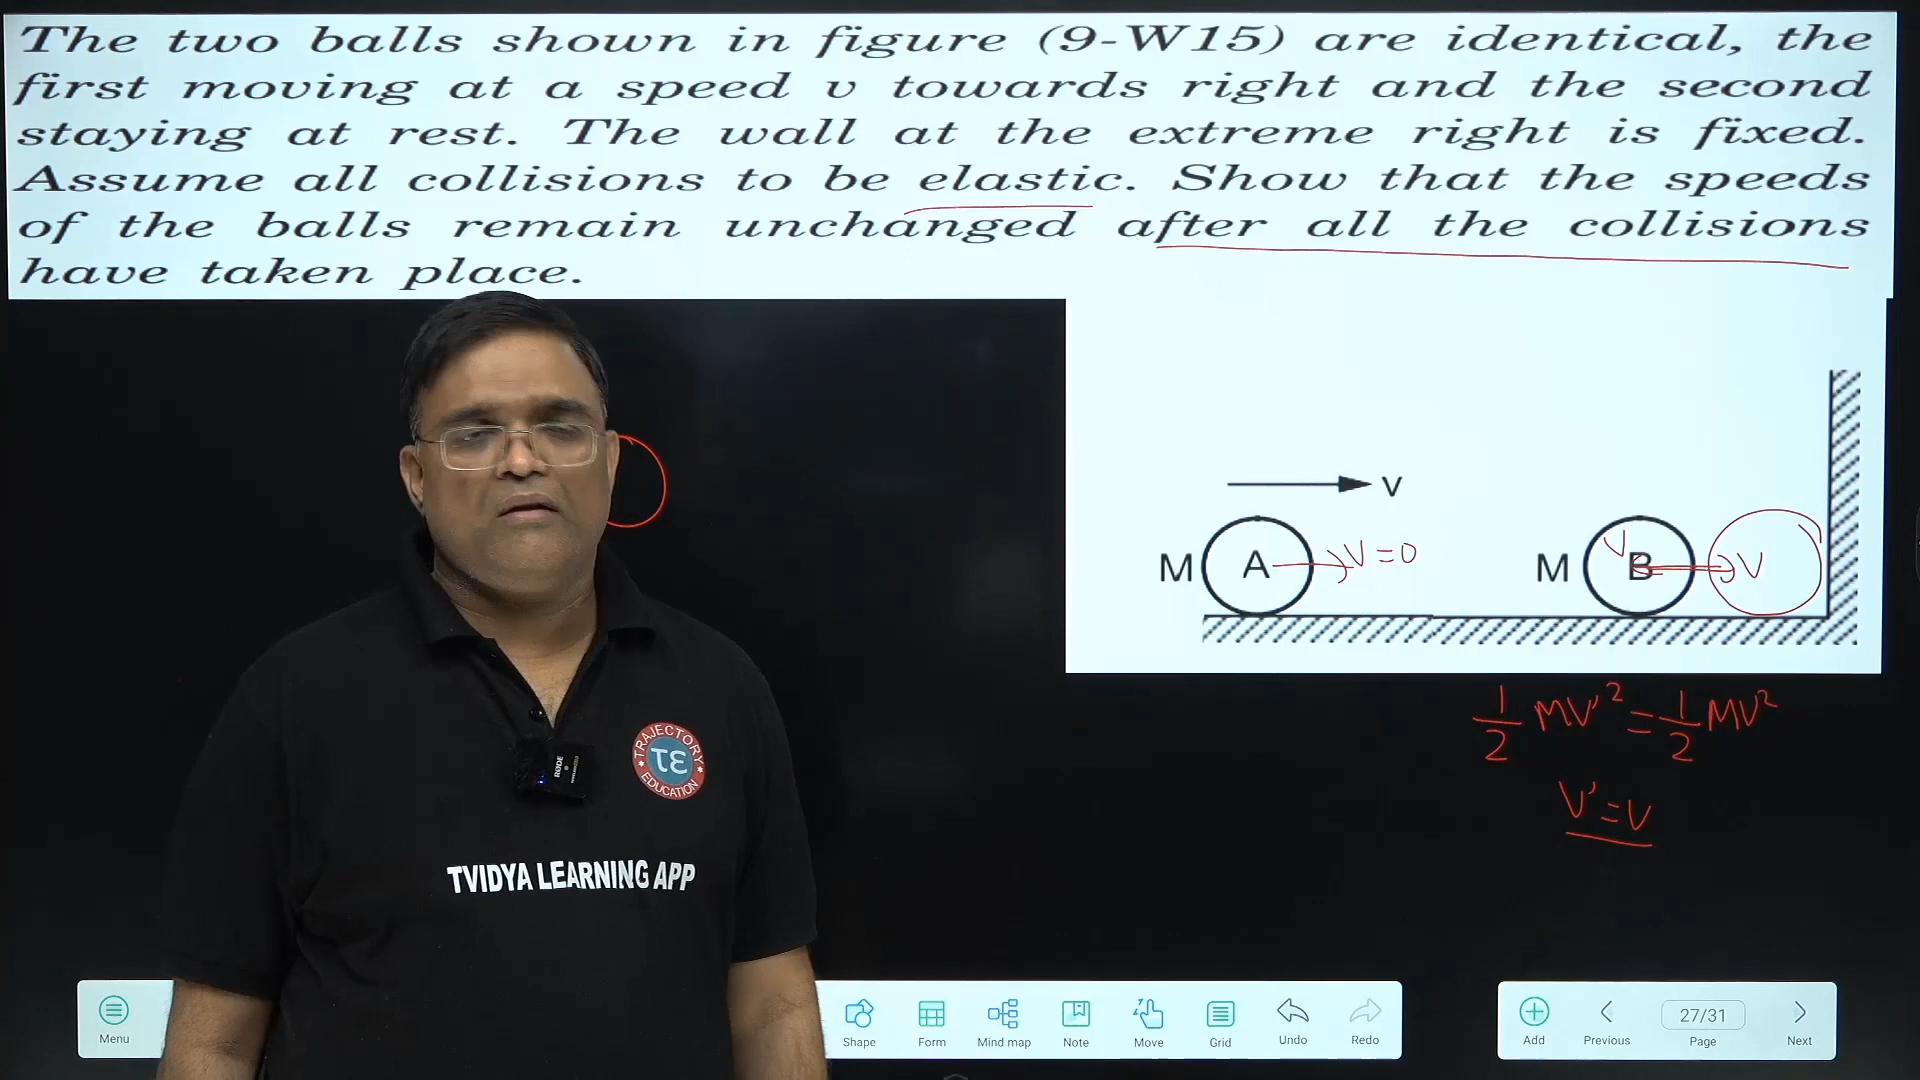 The two balls shown in figure (9-W15) are identical, the
first moving at a speed v towards right and the second
staying at rest. The wall at the extreme right is fixed.
Assume all collisions to be elastic. Show that the speeds
of the balls remain unchanged after all the collisions
have taken place.
v
M A V = 0
M B V V
1/2 MV'² = 1/2 MV²
V' = V
RØDE
TRAJECTORY
τε
EDUCATION
TVIDYA LEARNING APP
Menu
Shape Form Mind map Note Move Grid Undo Redo
Add Previous 27/31 Page Next